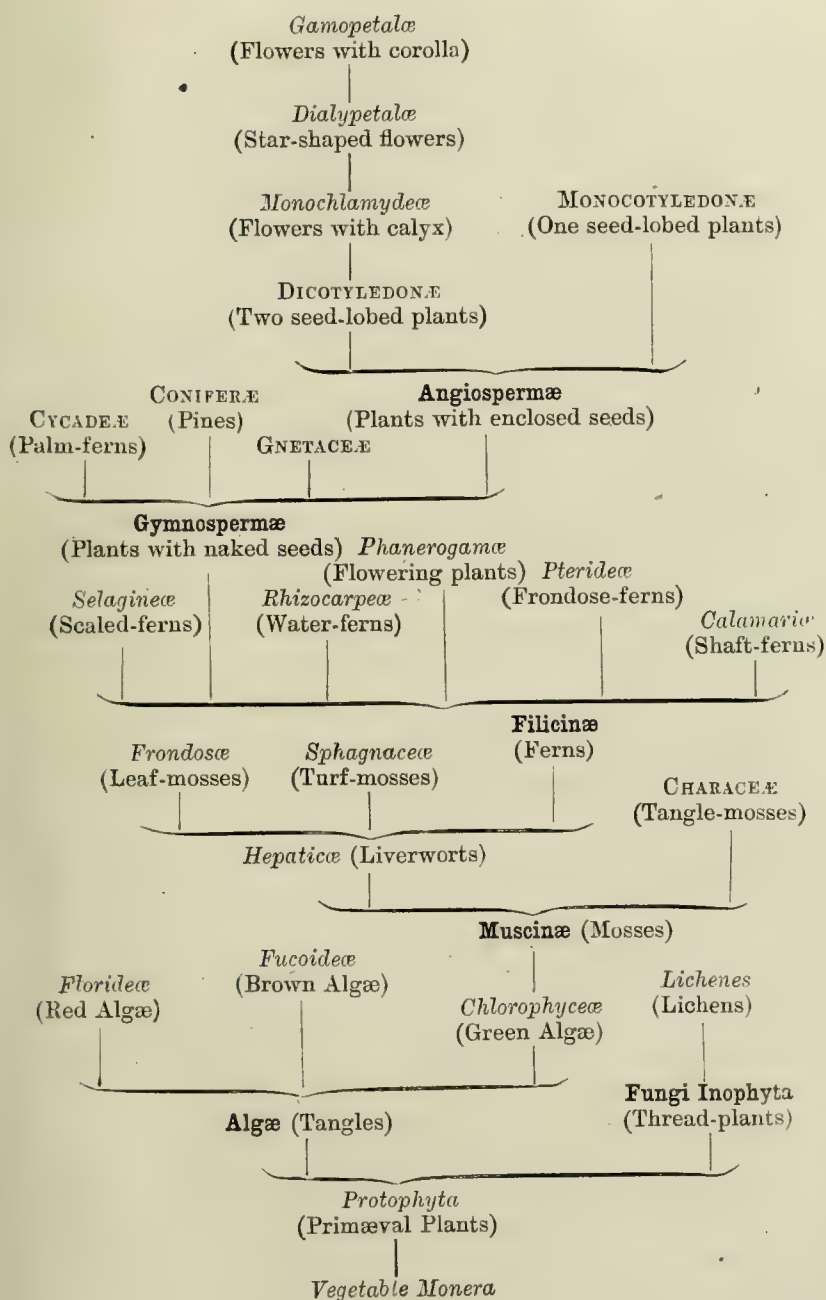 Gamopetalæ
(Flowers with corolla)
Dialypetalæ
(Star-shaped flowers)
Monochlamydeæ
(Flowers with calyx)
MONOCOTYLEDONÆ
(One seed-lobed plants)
DICOTYLEDONÆ
(Two seed-lobed plants)
Angiospermæ
(Plants with enclosed seeds)
CONIFERÆ
(Pines)
CYCADEÆ
(Palm-ferns)
GNETACEÆ
Gymnospermæ
(Plants with naked seeds)
Phanerogamæ
(Flowering plants)
Selagineæ
(Scaled-ferns)
Rhizocarpeæ
(Water-ferns)
Pterideæ
(Frondose-ferns)
(Shaft-ferns)
Filicinæ
(Ferns)
Frondosæ
(Leaf-mosses)
Sphagnaceæ
(Turf-mosses)
CHARACEÆ
(Tangle-mosses)
Hepaticæ (Liverworts)
Muscinæ (Mosses)
Florideæ
(Red Algæ)
Fucoideæ
(Brown Algæ)
Chlorophyceæ
(Green Algæ)
Lichenes
(Lichens)
Algæ (Tangles)
Fungi Inophyta
(Thread-plants)
Protophyta
(Primæval Plants)
Vegetable Monera